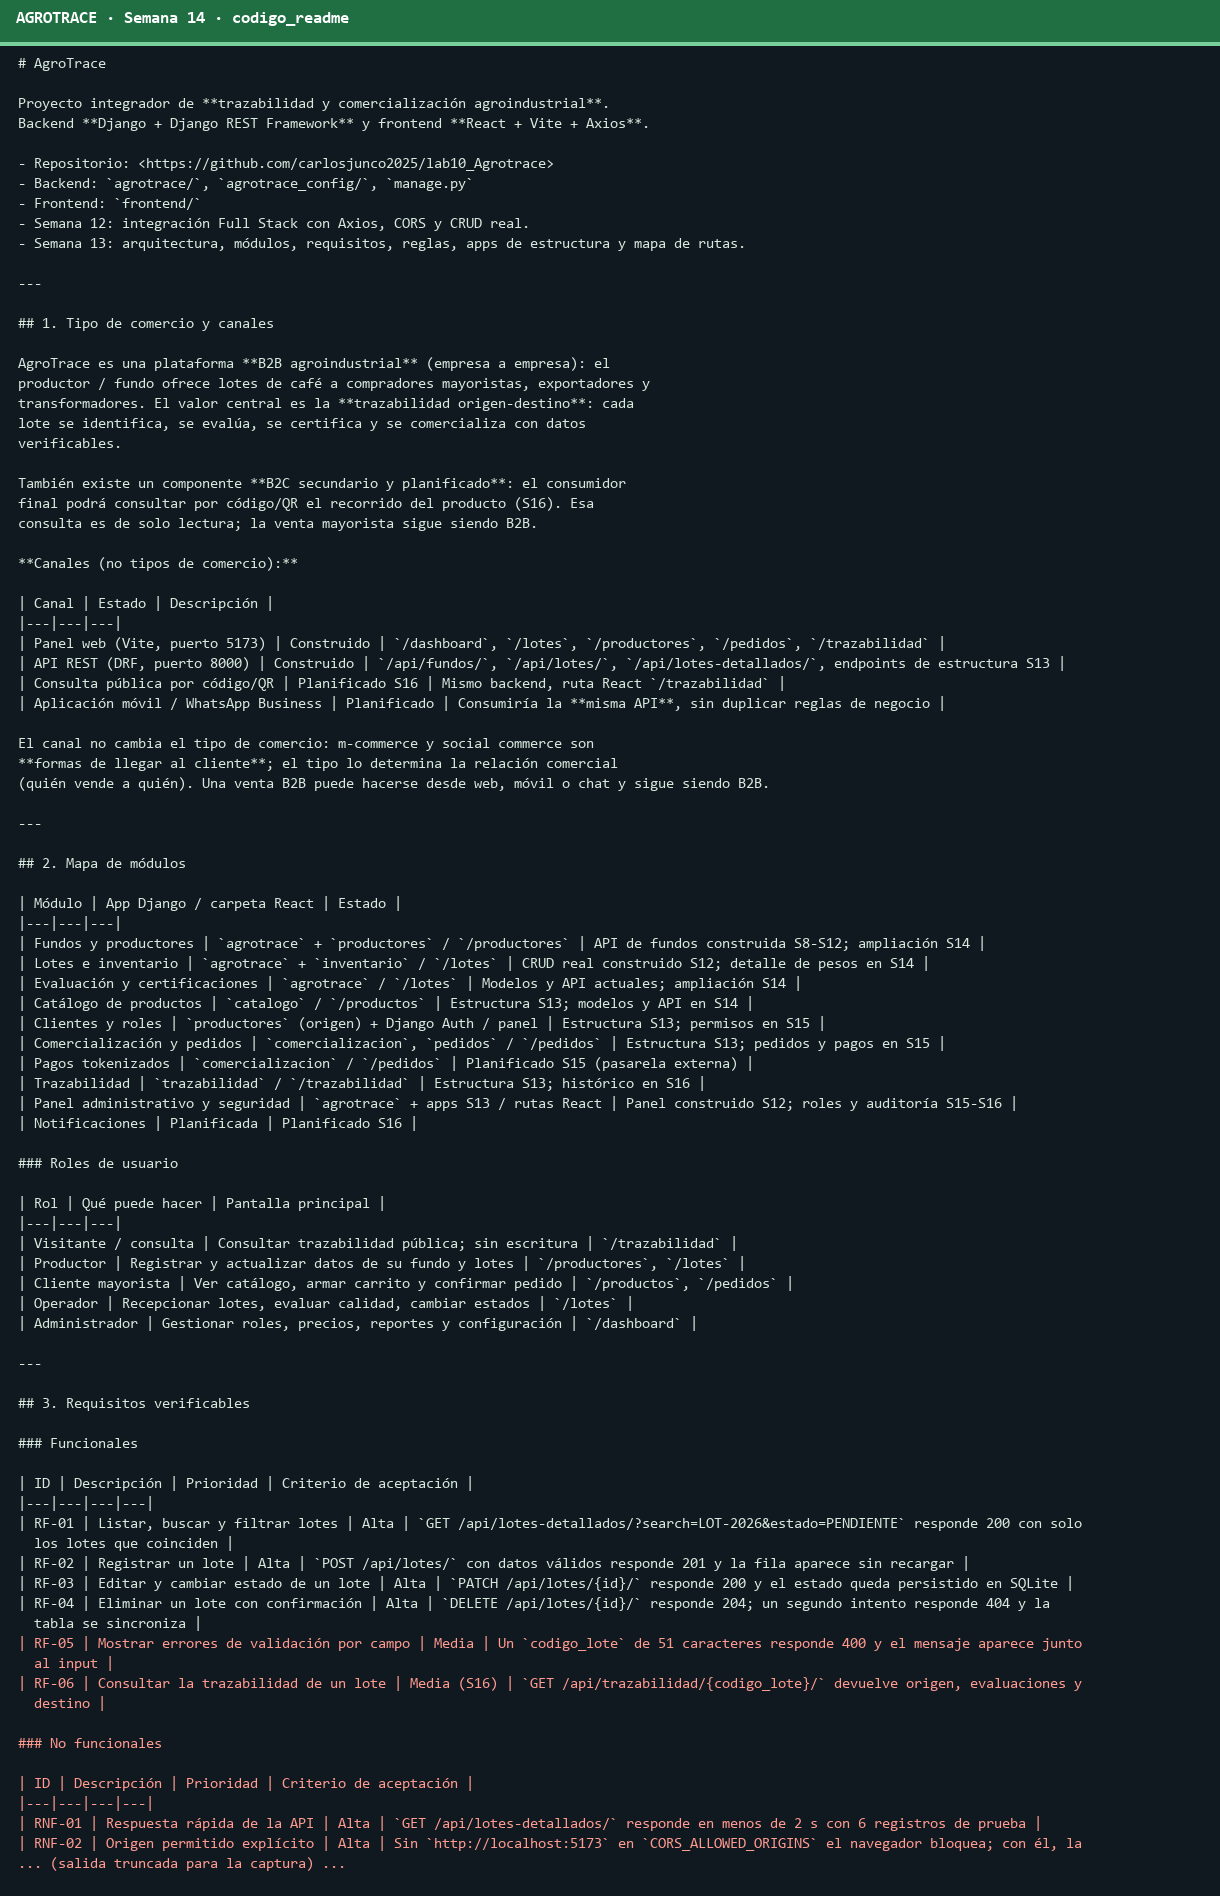 AGROTRACE · Semana 14 · codigo_readme
# AgroTrace
Proyecto integrador de **trazabilidad y comercialización agroindustrial**.
Backend **Django + Django REST Framework** y frontend **React + Vite + Axios**.
- Repositorio: <https://github.com/carlosjunco2025/lab10_Agrotrace>
- Backend: `agrotrace/`, `agrotrace_config/`, `manage.py`
- Frontend: `frontend/`
- Semana 12: integración Full Stack con Axios, CORS y CRUD real.
- Semana 13: arquitectura, módulos, requisitos, reglas, apps de estructura y mapa de rutas.
---
## 1. Tipo de comercio y canales
AgroTrace es una plataforma **B2B agroindustrial** (empresa a empresa): el
productor / fundo ofrece lotes de café a compradores mayoristas, exportadores y
transformadores. El valor central es la **trazabilidad origen-destino**: cada
lote se identifica, se evalúa, se certifica y se comercializa con datos
verificables.
También existe un componente **B2C secundario y planificado**: el consumidor
final podrá consultar por código/QR el recorrido del producto (S16). Esa
consulta es de solo lectura; la venta mayorista sigue siendo B2B.
**Canales (no tipos de comercio):**
| Canal | Estado | Descripción |
|---|---|---|
| Panel web (Vite, puerto 5173) | Construido | `/dashboard`, `/lotes`, `/productores`, `/pedidos`, `/trazabilidad` |
| API REST (DRF, puerto 8000) | Construido | `/api/fundos/`, `/api/lotes/`, `/api/lotes-detallados/`, endpoints de estructura S13 |
| Consulta pública por código/QR | Planificado S16 | Mismo backend, ruta React `/trazabilidad` |
| Aplicación móvil / WhatsApp Business | Planificado | Consumiría la **misma API**, sin duplicar reglas de negocio |
El canal no cambia el tipo de comercio: m-commerce y social commerce son
**formas de llegar al cliente**; el tipo lo determina la relación comercial
(quién vende a quién). Una venta B2B puede hacerse desde web, móvil o chat y sigue siendo B2B.
---
## 2. Mapa de módulos
| Módulo | App Django / carpeta React | Estado |
|---|---|---|
| Fundos y productores | `agrotrace` + `productores` / `/productores` | API de fundos construida S8-S12; ampliación S14 |
| Lotes e inventario | `agrotrace` + `inventario` / `/lotes` | CRUD real construido S12; detalle de pesos en S14 |
| Evaluación y certificaciones | `agrotrace` / `/lotes` | Modelos y API actuales; ampliación S14 |
| Catálogo de productos | `catalogo` / `/productos` | Estructura S13; modelos y API en S14 |
| Clientes y roles | `productores` (origen) + Django Auth / panel | Estructura S13; permisos en S15 |
| Comercialización y pedidos | `comercializacion`, `pedidos` / `/pedidos` | Estructura S13; pedidos y pagos en S15 |
| Pagos tokenizados | `comercializacion` / `/pedidos` | Planificado S15 (pasarela externa) |
| Trazabilidad | `trazabilidad` / `/trazabilidad` | Estructura S13; histórico en S16 |
| Panel administrativo y seguridad | `agrotrace` + apps S13 / rutas React | Panel construido S12; roles y auditoría S15-S16 |
| Notificaciones | Planificada | Planificado S16 |
### Roles de usuario
| Rol | Qué puede hacer | Pantalla principal |
|---|---|---|
| Visitante / consulta | Consultar trazabilidad pública; sin escritura | `/trazabilidad` |
| Productor | Registrar y actualizar datos de su fundo y lotes | `/productores`, `/lotes` |
| Cliente mayorista | Ver catálogo, armar carrito y confirmar pedido | `/productos`, `/pedidos` |
| Operador | Recepcionar lotes, evaluar calidad, cambiar estados | `/lotes` |
| Administrador | Gestionar roles, precios, reportes y configuración | `/dashboard` |
---
## 3. Requisitos verificables
### Funcionales
| ID | Descripción | Prioridad | Criterio de aceptación |
|---|---|---|---|
| RF-01 | Listar, buscar y filtrar lotes | Alta | `GET /api/lotes-detallados/?search=LOT-2026&estado=PENDIENTE` responde 200 con solo
los lotes que coinciden |
| RF-02 | Registrar un lote | Alta | `POST /api/lotes/` con datos válidos responde 201 y la fila aparece sin recargar |
| RF-03 | Editar y cambiar estado de un lote | Alta | `PATCH /api/lotes/{id}/` responde 200 y el estado queda persistido en SQLite |
| RF-04 | Eliminar un lote con confirmación | Alta | `DELETE /api/lotes/{id}/` responde 204; un segundo intento responde 404 y la
tabla se sincroniza |
| RF-05 | Mostrar errores de validación por campo | Media | Un `codigo_lote` de 51 caracteres responde 400 y el mensaje aparece junto
al input |
| RF-06 | Consultar la trazabilidad de un lote | Media (S16) | `GET /api/trazabilidad/{codigo_lote}/` devuelve origen, evaluaciones y
destino |
### No funcionales
| ID | Descripción | Prioridad | Criterio de aceptación |
|---|---|---|---|
| RNF-01 | Respuesta rápida de la API | Alta | `GET /api/lotes-detallados/` responde en menos de 2 s con 6 registros de prueba |
| RNF-02 | Origen permitido explícito | Alta | Sin `http://localhost:5173` en `CORS_ALLOWED_ORIGINS` el navegador bloquea; con él, la
... (salida truncada para la captura) ...